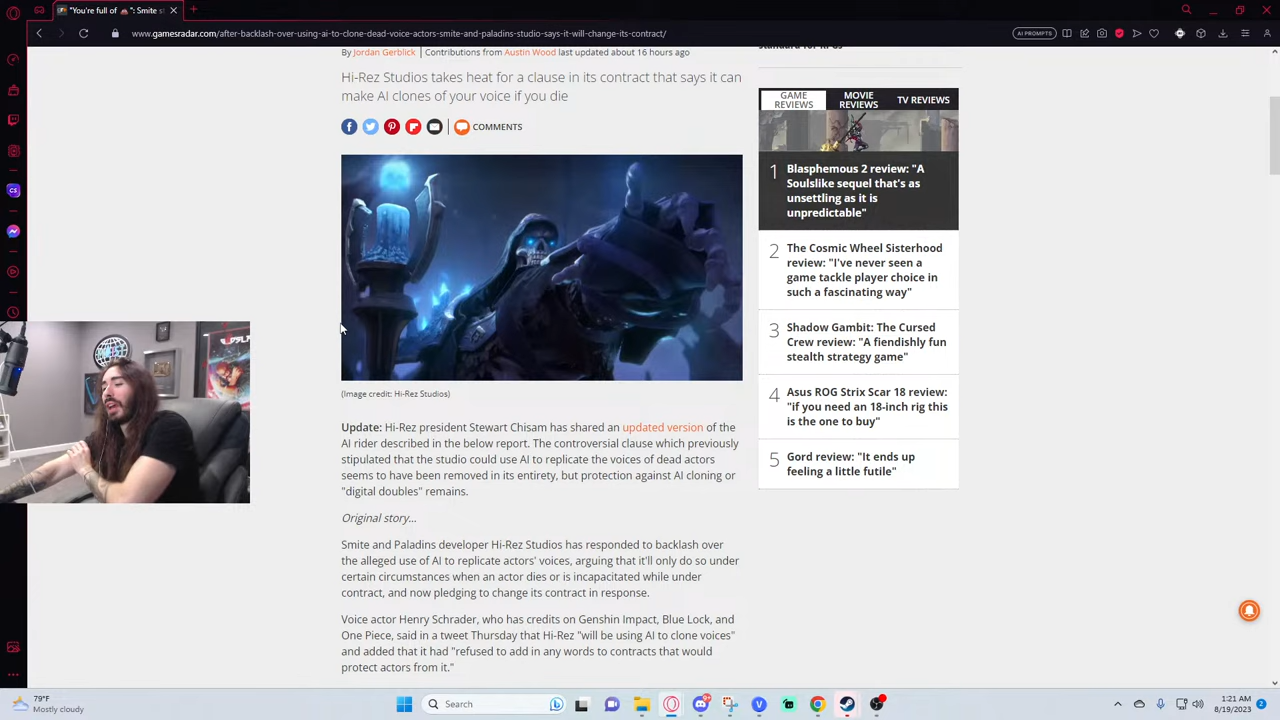 "You're full of 💩": Smite s
www.gamesradar.com/after-backlash-over-using-ai-to-clone-dead-voice-actors-smite-and-paladins-studio-says-it-will-change-its-contract/
AI PROMPTS
By Jordan Gerblick | Contributions from Austin Wood last updated about 16 hours ago
Hi-Rez Studios takes heat for a clause in its contract that says it can
make AI clones of your voice if you die
COMMENTS
(Image credit: Hi-Rez Studios)
Update: Hi-Rez president Stewart Chisam has shared an updated version of the
AI rider described in the below report. The controversial clause which previously
stipulated that the studio could use AI to replicate the voices of dead actors
seems to have been removed in its entirety, but protection against AI cloning or
"digital doubles" remains.
Original story...
Smite and Paladins developer Hi-Rez Studios has responded to backlash over
the alleged use of AI to replicate actors' voices, arguing that it'll only do so under
certain circumstances when an actor dies or is incapacitated while under
contract, and now pledging to change its contract in response.
Voice actor Henry Schrader, who has credits on Genshin Impact, Blue Lock, and
One Piece, said in a tweet Thursday that Hi-Rez "will be using AI to clone voices"
and added that it had "refused to add in any words to contracts that would
protect actors from it."
GAME
REVIEWS
MOVIE
REVIEWS
TV REVIEWS
1
Blasphemous 2 review: "A
Soulslike sequel that's as
unsettling as it is
unpredictable"
2
The Cosmic Wheel Sisterhood
review: "I've never seen a
game tackle player choice in
such a fascinating way"
3
Shadow Gambit: The Cursed
Crew review: "A fiendishly fun
stealth strategy game"
4
Asus ROG Strix Scar 18 review:
"if you need an 18-inch rig this
is the one to buy"
5
Gord review: "It ends up
feeling a little futile"
79°F
Mostly cloudy
Search
1:21 AM
8/19/2023